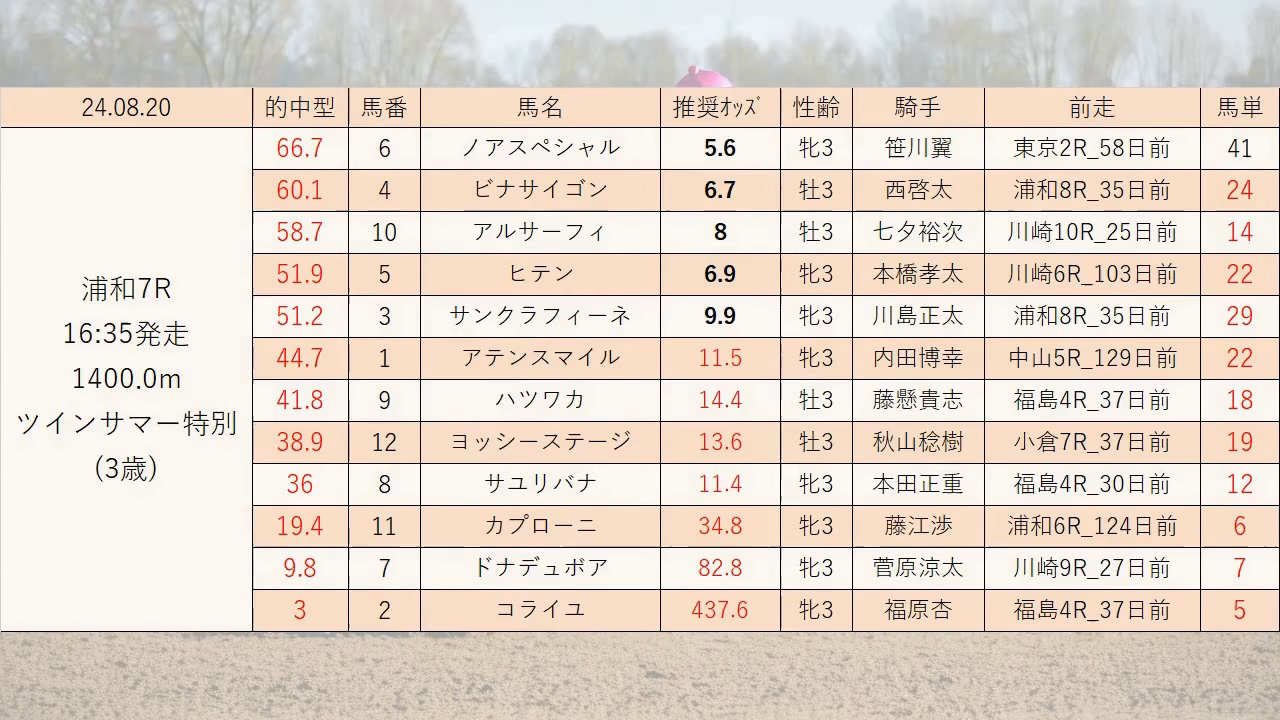 24.08.20 的中型 馬番 馬名 推奨ｵｯｽﾞ 性齢 騎手 前走 馬単
浦和7R
16:35発走
1400.0m
ツインサマー特別
(3歳)
66.7 6 ノアスペシャル 5.6 牝3 笹川翼 東京2R_58日前 41
60.1 4 ビナサイゴン 6.7 牡3 西啓太 浦和8R_35日前 24
58.7 10 アルサーフィ 8 牡3 七夕裕次 川崎10R_25日前 14
51.9 5 ヒテン 6.9 牝3 本橋孝太 川崎6R_103日前 22
51.2 3 サンクラフィーネ 9.9 牝3 川島正太 浦和8R_35日前 29
44.7 1 アテンスマイル 11.5 牝3 内田博幸 中山5R_129日前 22
41.8 9 ハツワカ 14.4 牡3 藤懸貴志 福島4R_37日前 18
38.9 12 ヨッシーステージ 13.6 牡3 秋山稔樹 小倉7R_37日前 19
36 8 サユリバナ 11.4 牝3 本田正重 福島4R_30日前 12
19.4 11 カプローニ 34.8 牝3 藤江渉 浦和6R_124日前 6
9.8 7 ドナデュボア 82.8 牝3 菅原涼太 川崎9R_27日前 7
3 2 コライユ 437.6 牝3 福原杏 福島4R_37日前 5